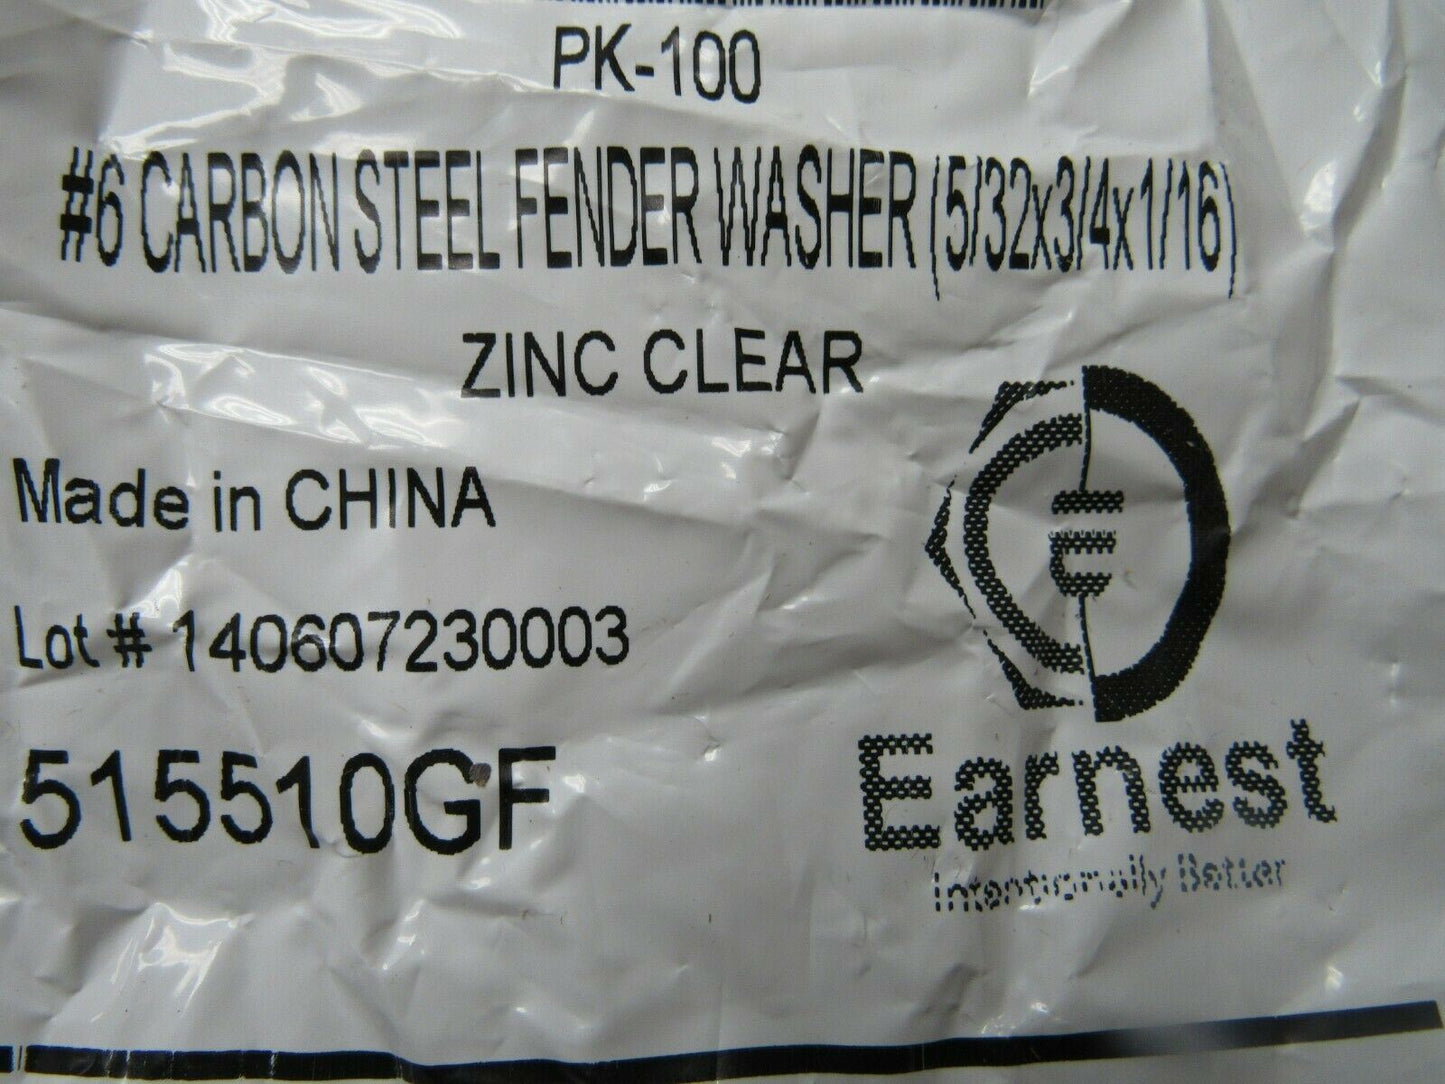 PK-100
#6 CARBON STEEL FENDER WASHER (5/32x3/4x1/16)
ZINC CLEAR
Made in CHINA
Lot # 140607230003
515510GF
Earnest
Intentionally Better